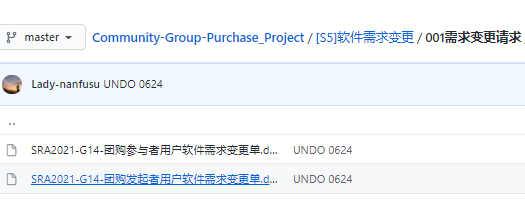 master Community-Group-Purchase_Project / [S5]软件需求变更 / 001需求变更请求
Lady-nanfusu UNDO 0624
..
SRA2021-G14-团购参与者用户软件需求变更单.d... UNDO 0624
SRA2021-G14-团购发起者用户软件需求变更单.d... UNDO 0624